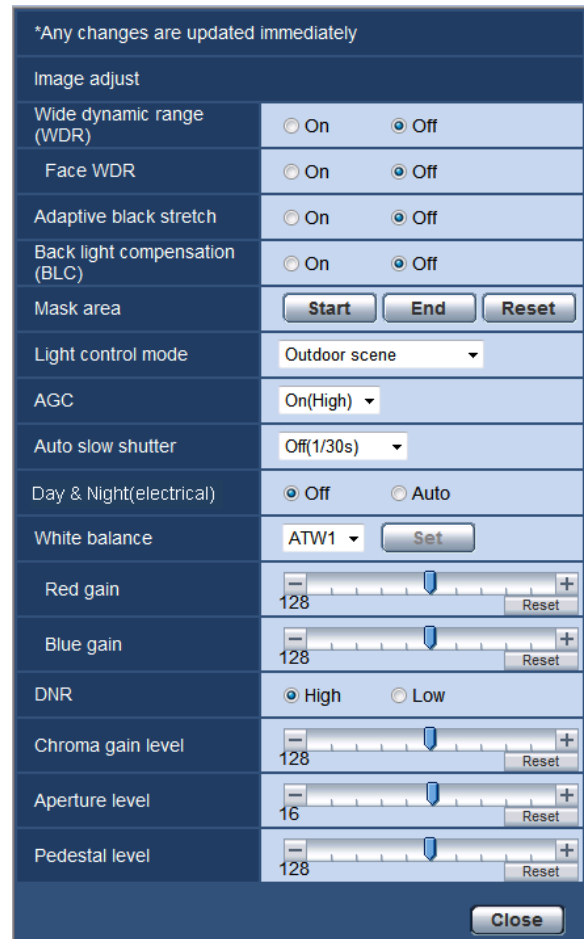 *Any changes are updated immediately
Image adjust
Wide dynamic range
(WDR)
On Off
Face WDR
On Off
Adaptive black stretch
On Off
Back light compensation
(BLC)
On Off
Mask area
Start End Reset
Light control mode
Outdoor scene
AGC
On(High)
Auto slow shutter
Off(1/30s)
Day & Night(electrical)
Off Auto
White balance
ATW1 Set
Red gain
128 Reset
Blue gain
128 Reset
DNR
High Low
Chroma gain level
128 Reset
Aperture level
16 Reset
Pedestal level
128 Reset
Close